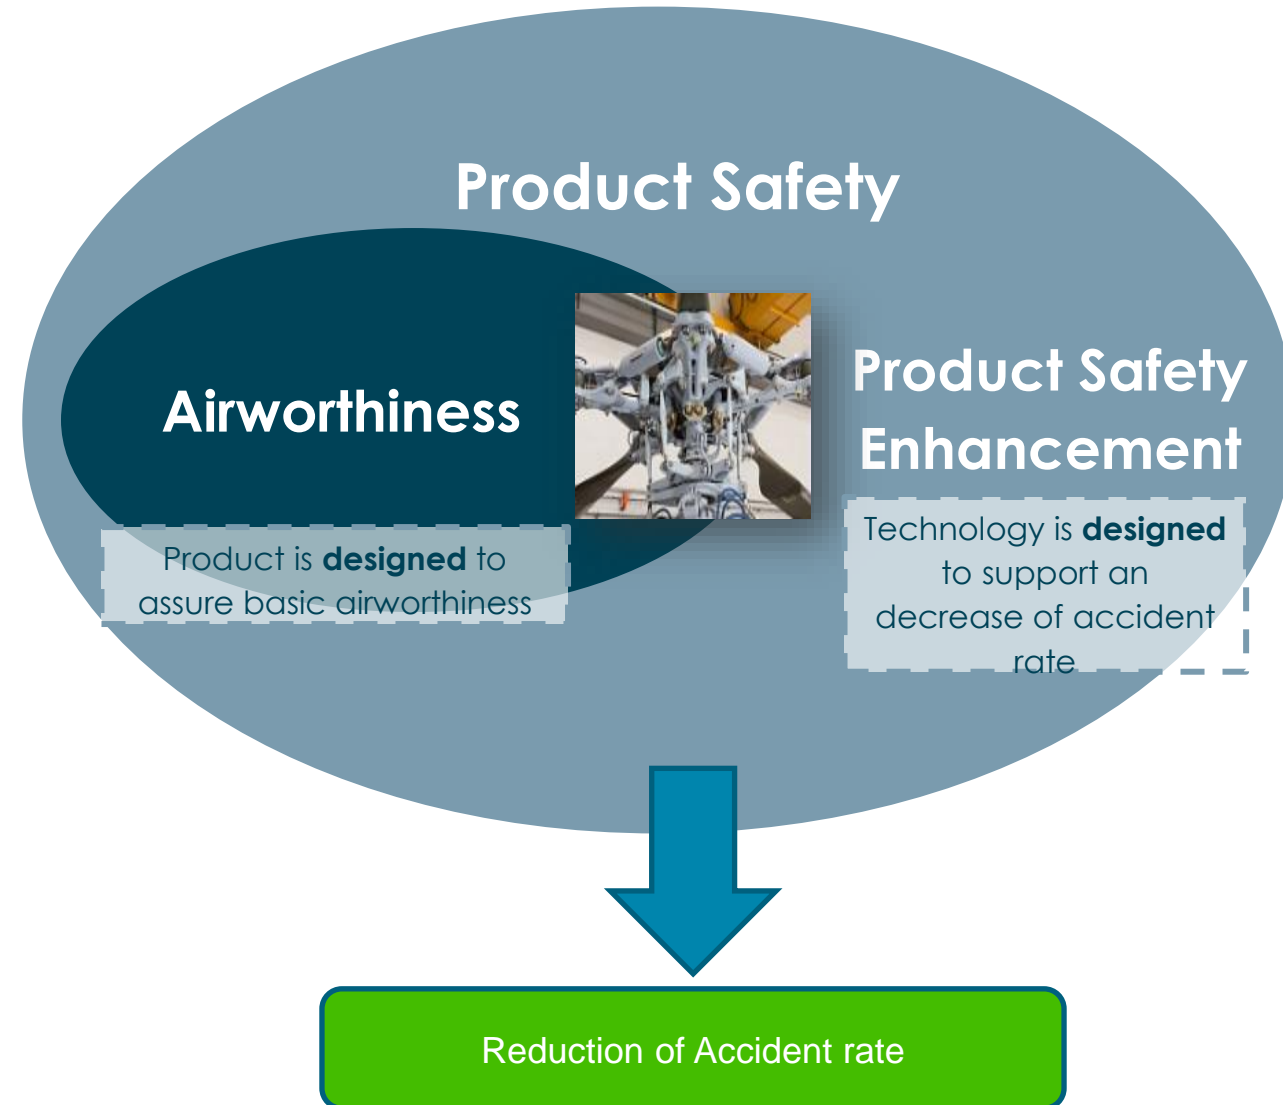 Product Safety
Airworthiness
Product is designed to
assure basic airworthiness
Product Safety
Enhancement
Technology is designed
to support an
decrease of accident
rate
Reduction of Accident rate